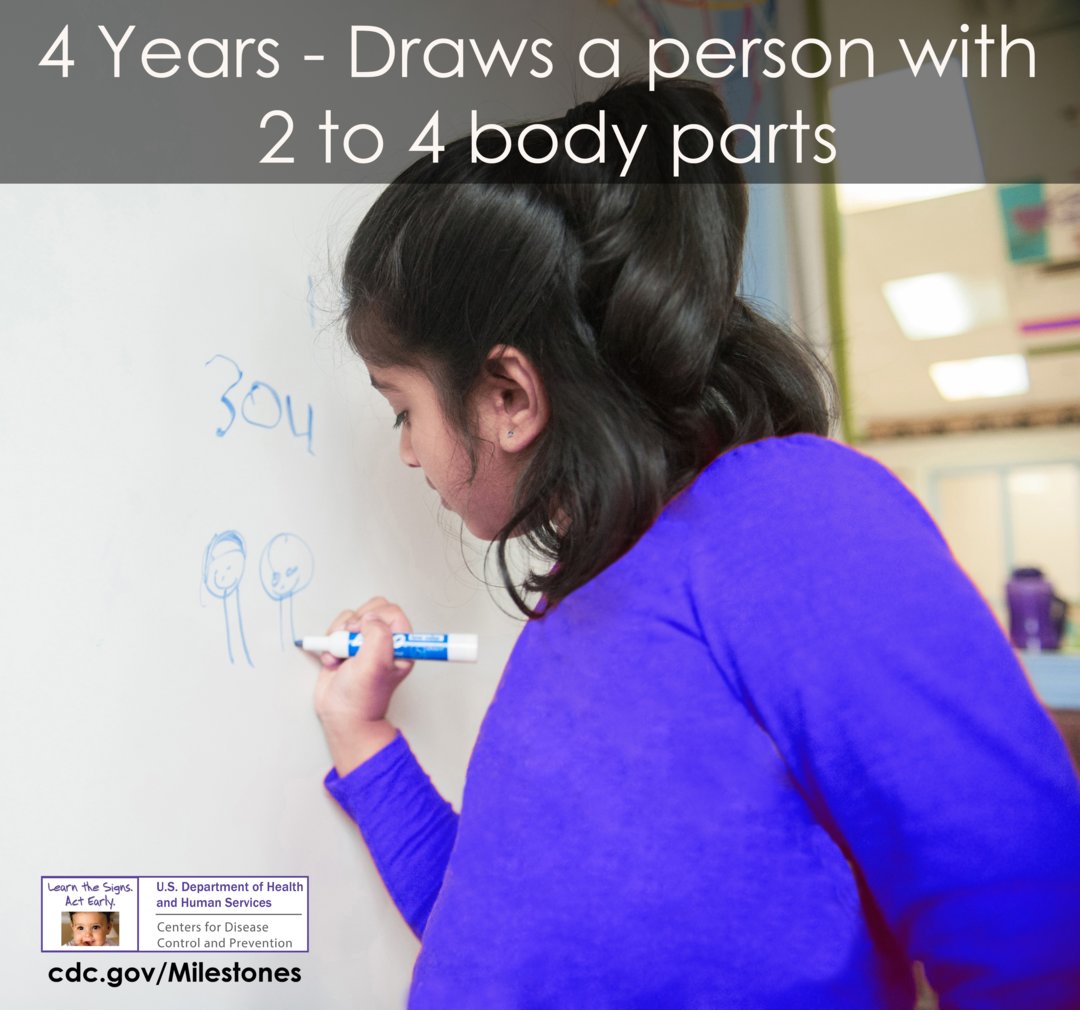 4 Years - Draws a person with
2 to 4 body parts
304
Learn the Signs.
Act Early.
U.S. Department of Health
and Human Services
Centers for Disease
Control and Prevention
cdc.gov/Milestones